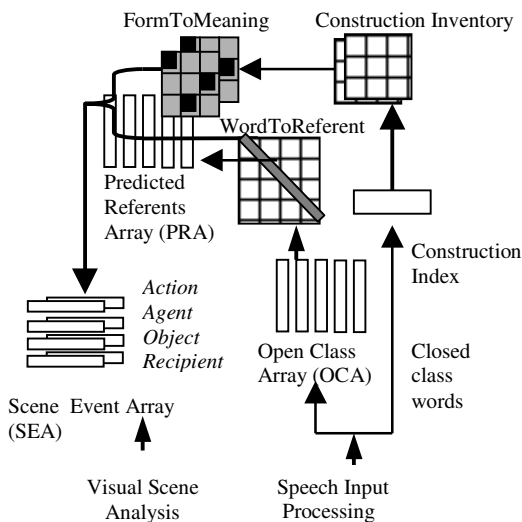 FormToMeaning
Construction Inventory
WordToReferent
Predicted
Referents
Array (PRA)
Construction
Index
Action
Agent
Object
Recipient
Open Class
Array (OCA)
Closed
class
words
Scene Event Array
(SEA)
Visual Scene
Analysis
Speech Input
Processing